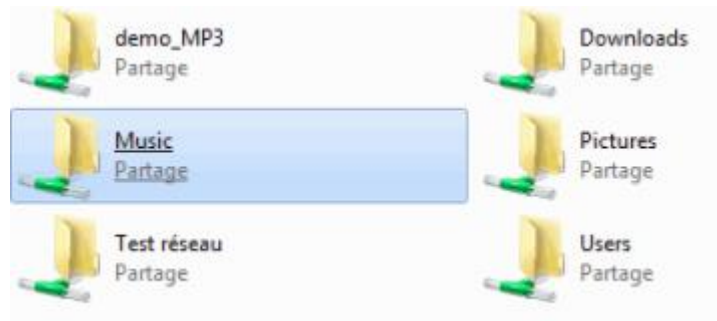 demo_MP3
Partage
Downloads
Partage
Music
Partage
Pictures
Partage
Test réseau
Partage
Users
Partage